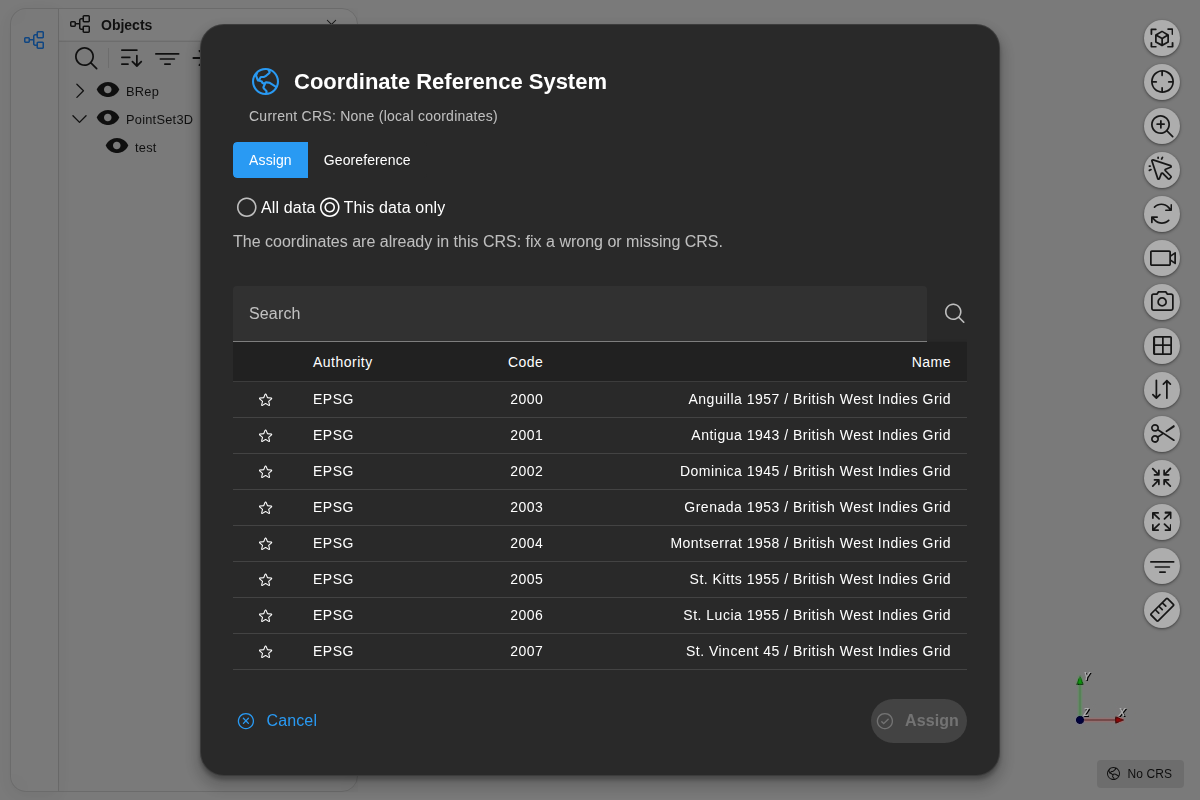 Objects
BRep
PointSet3D
test
Coordinate Reference System
Current CRS: None (local coordinates)
Assign
Georeference
All data
This data only
The coordinates are already in this CRS: fix a wrong or missing CRS.
Search
Authority Code Name
EPSG 2000 Anguilla 1957 / British West Indies Grid
EPSG 2001 Antigua 1943 / British West Indies Grid
EPSG 2002 Dominica 1945 / British West Indies Grid
EPSG 2003 Grenada 1953 / British West Indies Grid
EPSG 2004 Montserrat 1958 / British West Indies Grid
EPSG 2005 St. Kitts 1955 / British West Indies Grid
EPSG 2006 St. Lucia 1955 / British West Indies Grid
EPSG 2007 St. Vincent 45 / British West Indies Grid
Cancel
Assign
Y
Z
X
No CRS